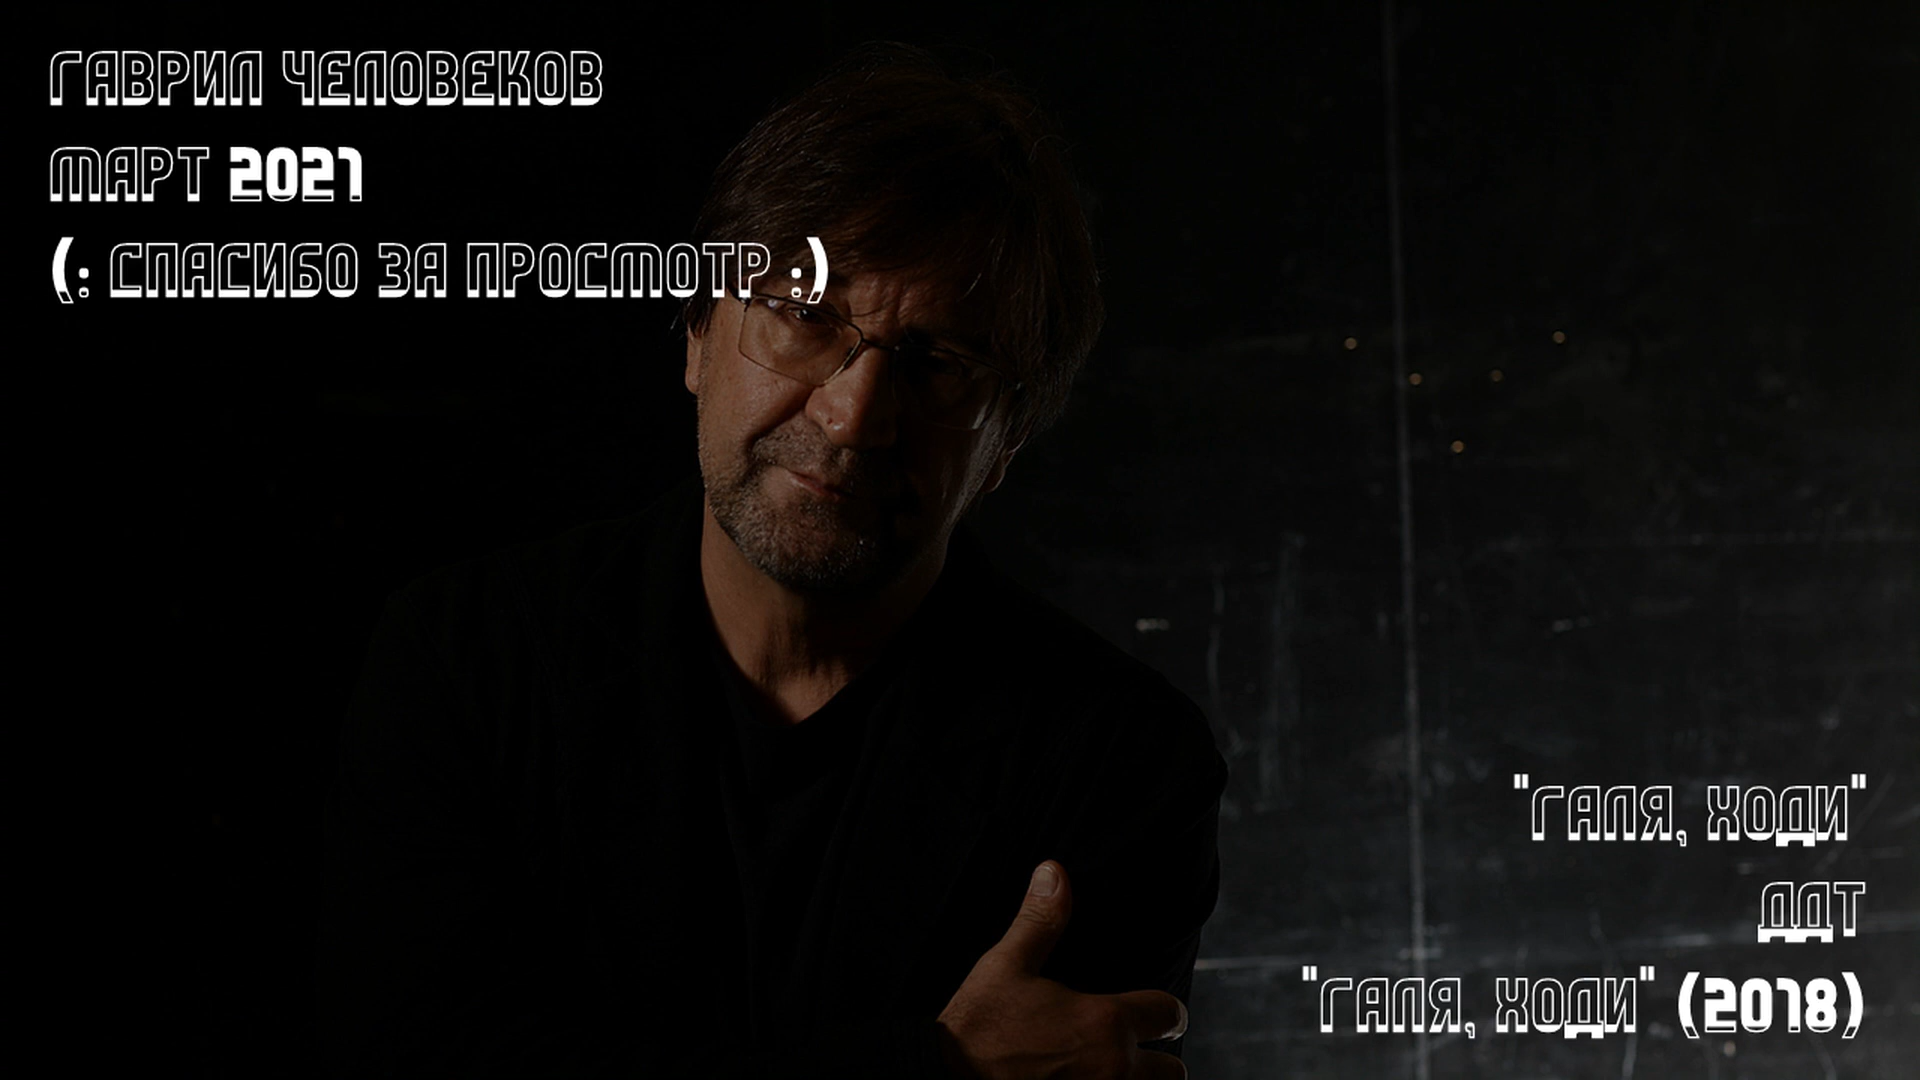 ГАВРИЛ ЧЕЛОВЕКОВ
МАРТ 2021
(: СПАСИБО ЗА ПРОСМОТР :)
"ГАЛЯ, ХОДИ"
ДДТ
"ГАЛЯ, ХОДИ" (2018)